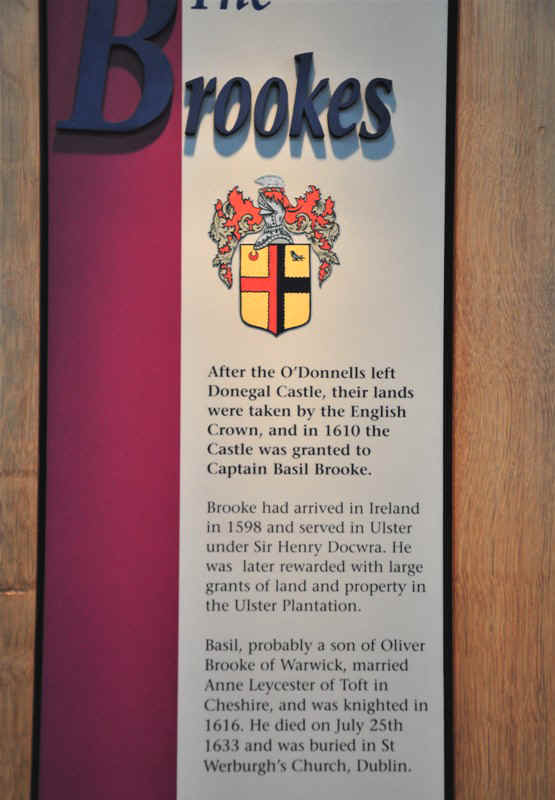 The
Brookes
After the O'Donnells left
Donegal Castle, their lands
were taken by the English
Crown, and in 1610 the
Castle was granted to
Captain Basil Brooke.
Brooke had arrived in Ireland
in 1598 and served in Ulster
under Sir Henry Docwra. He
was later rewarded with large
grants of land and property in
the Ulster Plantation.
Basil, probably a son of Oliver
Brooke of Warwick, married
Anne Leycester of Toft in
Cheshire, and was knighted in
1616. He died on July 25th
1633 and was buried in St
Werburgh's Church, Dublin.